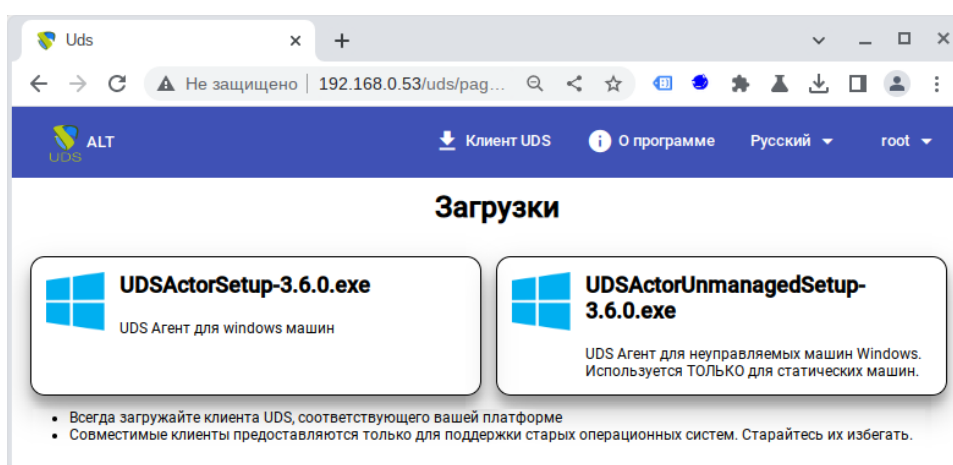 Uds
Не защищено 192.168.0.53/uds/pag...
UDS ALT Клиент UDS О программе Русский root
Загрузки
UDSActorSetup-3.6.0.exe
UDS Агент для windows машин
UDSActorUnmanagedSetup-
3.6.0.exe
UDS Агент для неуправляемых машин Windows.
Используется ТОЛЬКО для статических машин.
• Всегда загружайте клиента UDS, соответствующего вашей платформе
• Совместимые клиенты предоставляются только для поддержки старых операционных систем. Старайтесь их избегать.